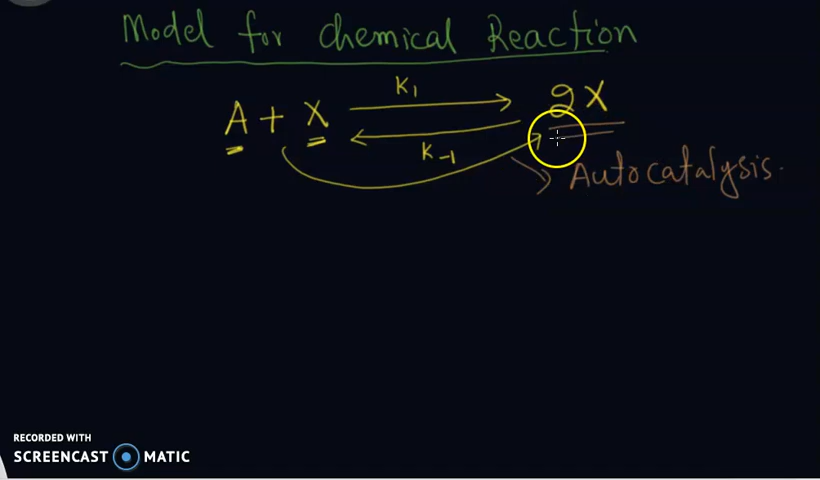 Model for chemical Reaction
A + X K1 2X
K-1
Autocatalysis.
RECORDED WITH
SCREENCAST MATIC